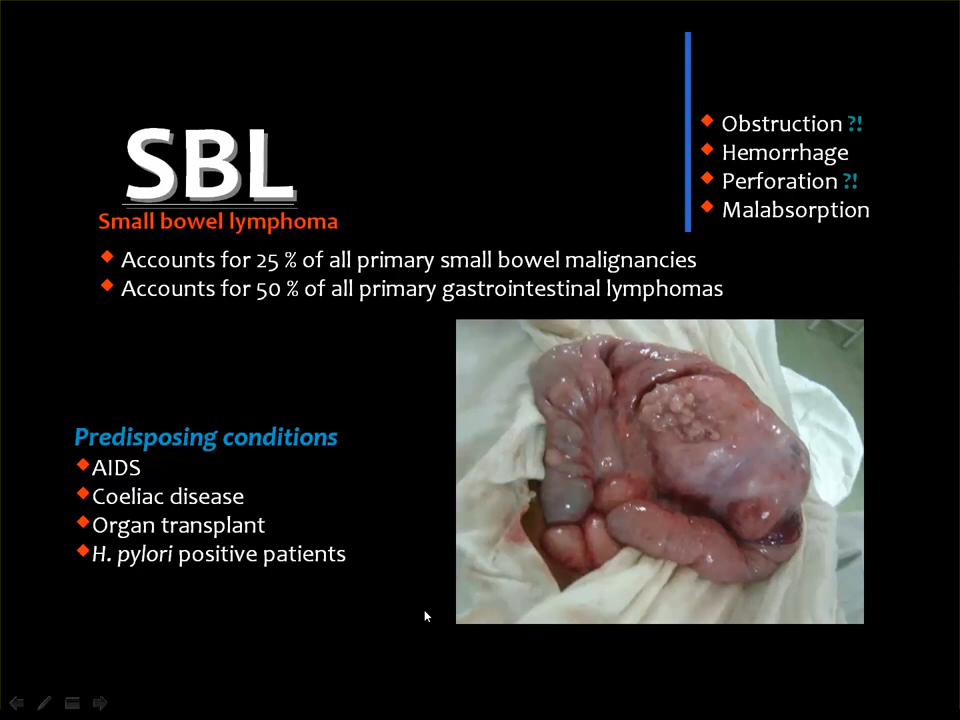 SBL
Small bowel lymphoma
◆ Obstruction ?!
◆ Hemorrhage
◆ Perforation ?!
◆ Malabsorption
◆ Accounts for 25 % of all primary small bowel malignancies
◆ Accounts for 50 % of all primary gastrointestinal lymphomas
Predisposing conditions
◆AIDS
◆Coeliac disease
◆Organ transplant
◆H. pylori positive patients